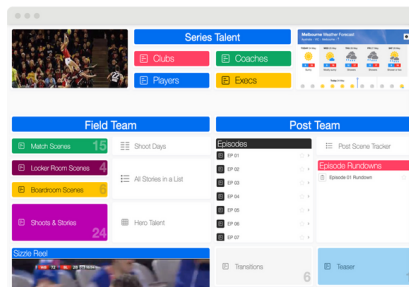 Series Talent
Clubs
Coaches
Players
Execs
Melbourne Weather Forecast
Field Team
Post Team
Match Scenes
15
Shoot Days
Locker Room Scenes
4
All Stories in a List
Boardroom Scenes
6
Shoots & Stories
24
Hero Talent
Episodes
EP 01
EP 02
EP 03
EP 04
EP 05
EP 06
EP 07
Post Scene Tracker
Episode Rundowns
Episode 01 Rundown
Sizzle Reel
Transitions
6
Teaser